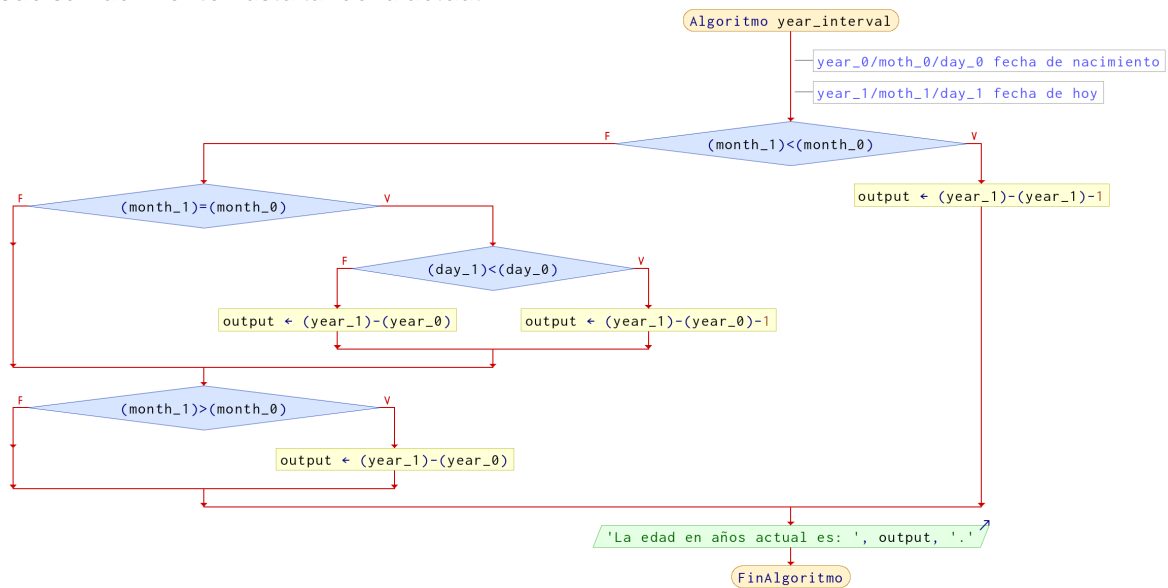 Algoritmo year_interval
year_0/moth_0/day_0 fecha de nacimiento
year_1/moth_1/day_1 fecha de hoy
F
(month_1)<(month_0)
V
output ← (year_1)-(year_1)-1
F
(month_1)=(month_0)
V
F
(day_1)<(day_0)
V
output ← (year_1)-(year_0)
output ← (year_1)-(year_0)-1
F
(month_1)>(month_0)
V
output ← (year_1)-(year_0)
'La edad en años actual es: ', output, '.'
FinAlgoritmo